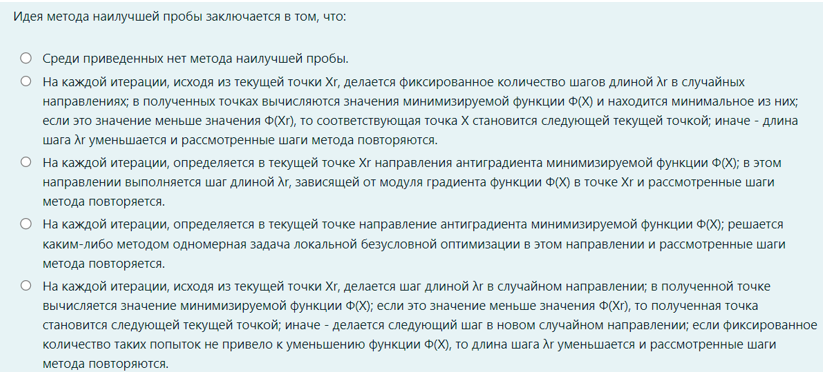 Идея метода наилучшей пробы заключается в том, что:
Среди приведенных нет метода наилучшей пробы.
На каждой итерации, исходя из текущей точки Xr, делается фиксированное количество шагов длиной λr в случайных
направлениях; в полученных точках вычисляются значения минимизируемой функции Φ(X) и находится минимальное из них;
если это значение меньше значения Φ(Xr), то соответствующая точка X становится следующей текущей точкой; иначе - длина
шага λr уменьшается и рассмотренные шаги метода повторяются.
На каждой итерации, определяется в текущей точке Xr направления антиградиента минимизируемой функции Φ(X); в этом
направлении выполняется шаг длиной λr, зависящей от модуля градиента функции Φ(X) в точке Xr и рассмотренные шаги
метода повторяется.
На каждой итерации, определяется в текущей точке направление антиградиента минимизируемой функции Φ(X); решается
каким-либо методом одномерная задача локальной безусловной оптимизации в этом направлении и рассмотренные шаги
метода повторяется.
На каждой итерации, исходя из текущей точки Xr, делается шаг длиной λr в случайном направлении; в полученной точке
вычисляется значение минимизируемой функции Φ(X); если это значение меньше значения Φ(Xr), то полученная точка
становится следующей текущей точкой; иначе - делается следующий шаг в новом случайном направлении; если фиксированное
количество таких попыток не привело к уменьшению функции Φ(X), то длина шага λr уменьшается и рассмотренные шаги
метода повторяются.